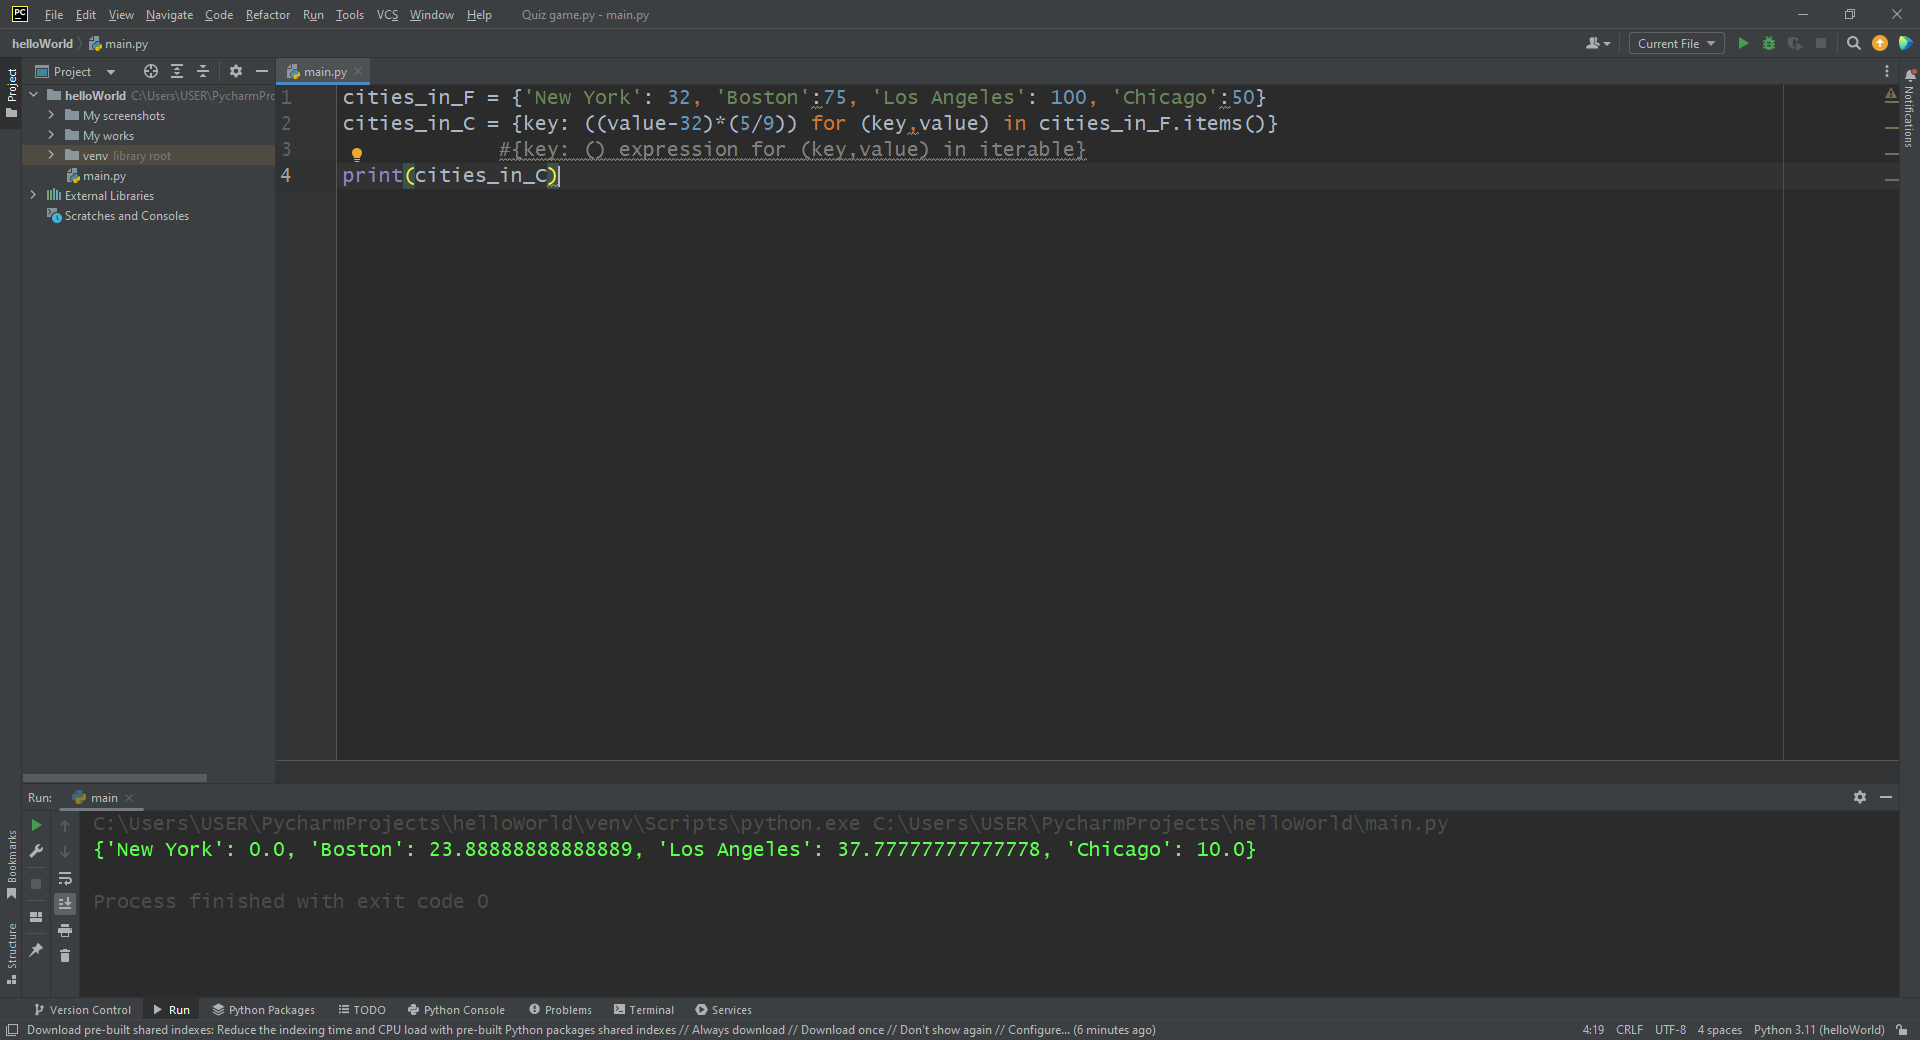 PC File Edit View Navigate Code Refactor Run Tools VCS Window Help Quiz game.py - main.py
helloWorld main.py Current File
Project main.py
Project
Notifications
helloWorld C:\Users\USER\PycharmPro
My screenshots
My works
venv library root
main.py
External Libraries
Scratches and Consoles
1 cities_in_F = {'New York': 32, 'Boston':75, 'Los Angeles': 100, 'Chicago':50}
2 cities_in_C = {key: ((value-32)*(5/9)) for (key,value) in cities_in_F.items()}
3 #{key: () expression for (key,value) in iterable}
4 print(cities_in_C)
Run: main
C:\Users\USER\PycharmProjects\helloWorld\venv\Scripts\python.exe C:\Users\USER\PycharmProjects\helloWorld\main.py
{'New York': 0.0, 'Boston': 23.88888888888889, 'Los Angeles': 37.77777777777778, 'Chicago': 10.0}
Process finished with exit code 0
Bookmarks
Structure
Version Control Run Python Packages TODO Python Console Problems Terminal Services
Download pre-built shared indexes: Reduce the indexing time and CPU load with pre-built Python packages shared indexes // Always download // Download once // Don't show again // Configure... (6 minutes ago) 4:19 CRLF UTF-8 4 spaces Python 3.11 (helloWorld)